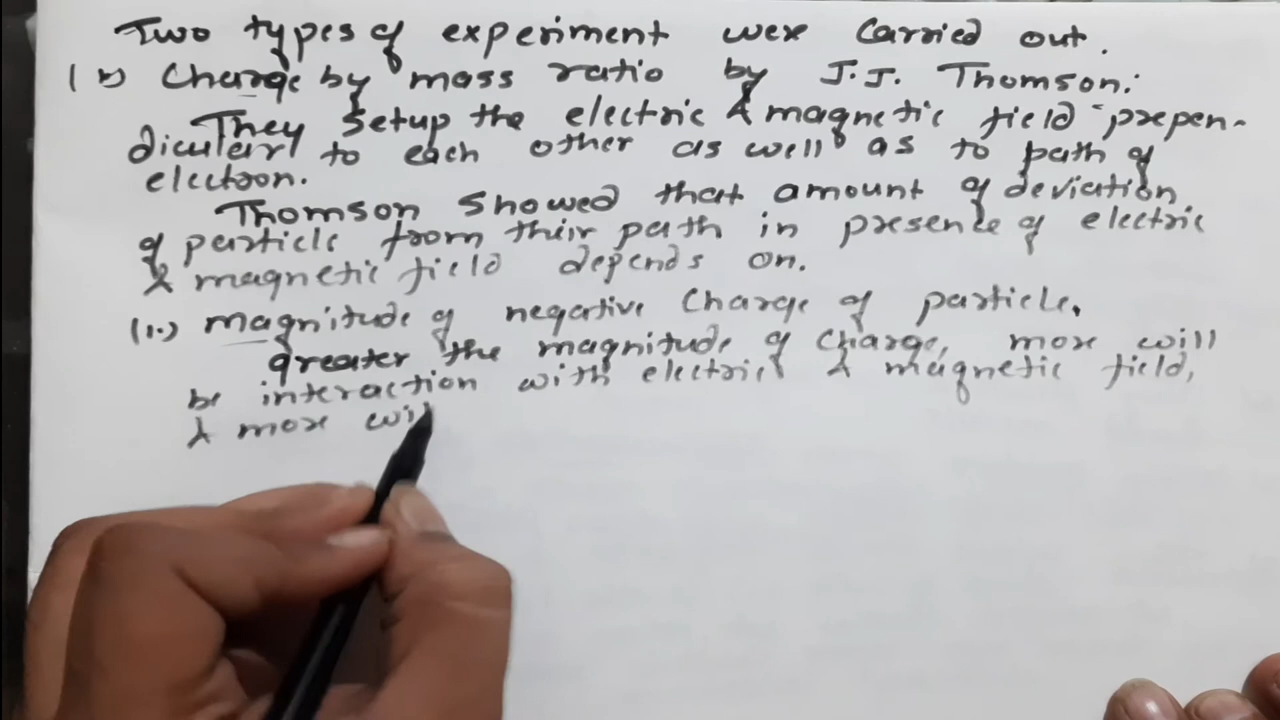 Two types of experiment were carried out.
(1) Charge by mass ratio by J.J. Thomson:
They setup the electric & magnetic field prepen-
dicular to each other as well as to path of
electron.
Thomson showed that amount of deviation
of particle from their path in presence of electric
& magnetic field depends on.
(1.) magnitude of negative charge of particle.
greater the magnitude of charge, more will
be interaction with electric & magnetic field,
& more will